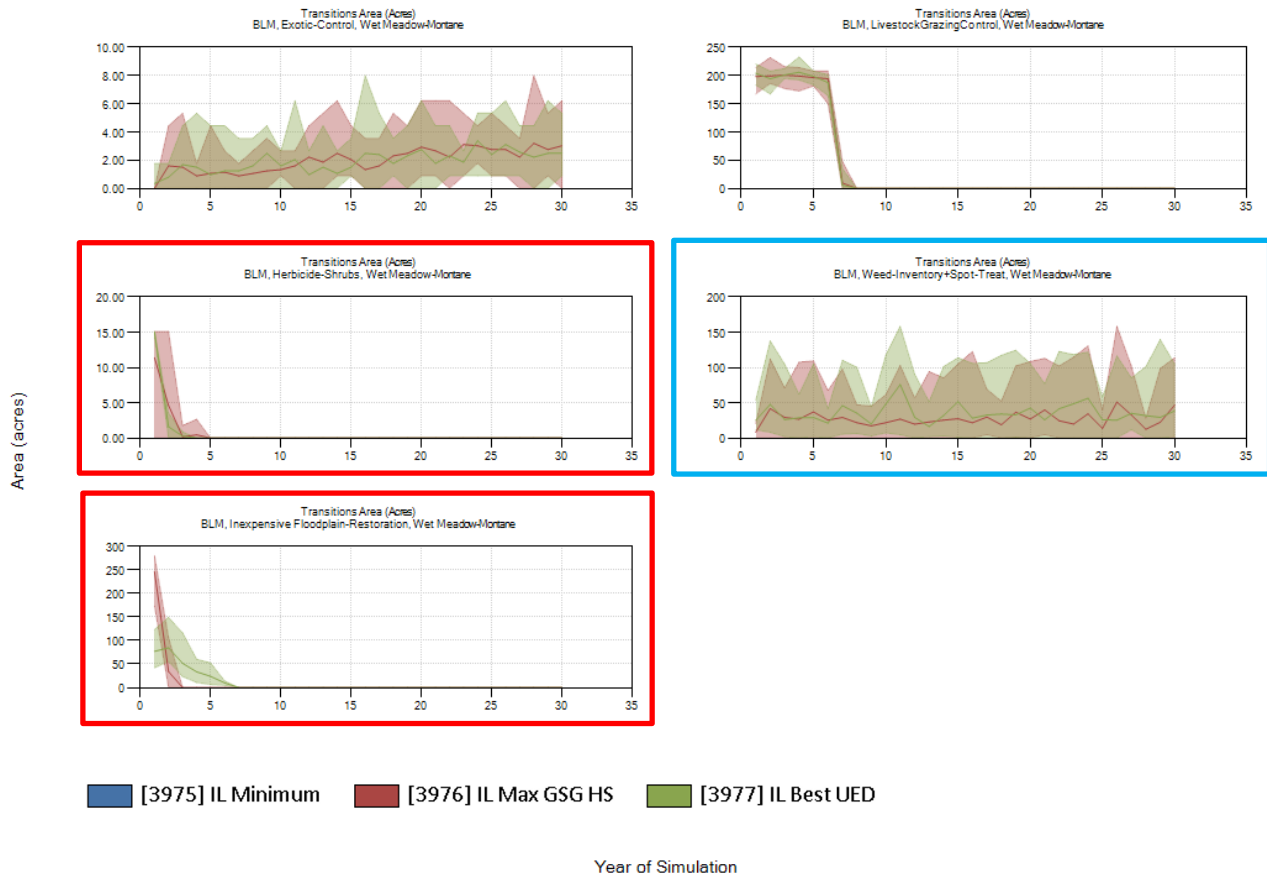 Transitions Area (Acres)
BLM, Exotic-Control, Wet Meadow-Montane
10.00
8.00
6.00
4.00
2.00
0.00
0 5 10 15 20 25 30 35
Transitions Area (Acres)
BLM, LivestockGrazingControl, Wet Meadow-Montane
250
200
150
100
50
0
0 5 10 15 20 25 30 35
Transitions Area (Acres)
BLM, Herbicide-Shrubs, Wet Meadow-Montane
20.00
15.00
10.00
5.00
0.00
0 5 10 15 20 25 30 35
Transitions Area (Acres)
BLM, Weed-Inventory+Spot-Treat, Wet Meadow-Montane
200
150
100
50
0
0 5 10 15 20 25 30 35
Area (acres)
Transitions Area (Acres)
BLM, Inexpensive Floodplain-Restoration, Wet Meadow-Montane
300
250
200
150
100
50
0
0 5 10 15 20 25 30 35
[3975] IL Minimum [3976] IL Max GSG HS [3977] IL Best UED
Year of Simulation